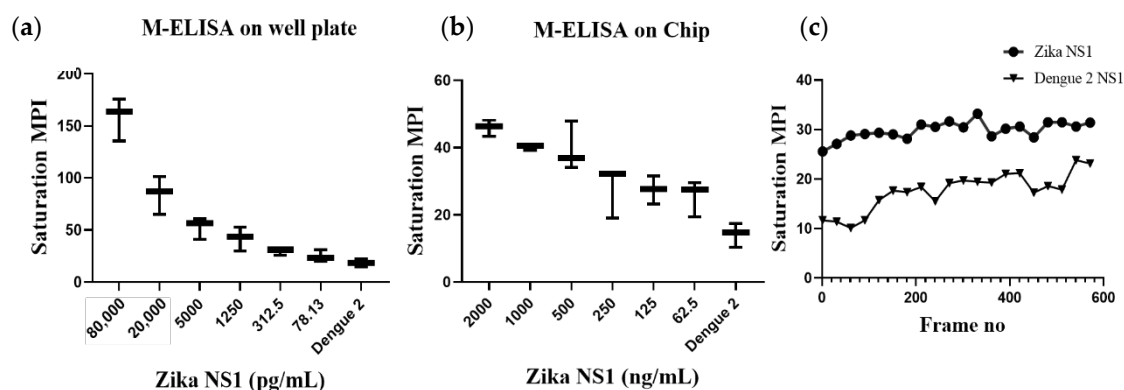 (a) M-ELISA on well plate
Saturation MPI
200
150
100
50
0
80,000
20,000
5000
1250
312.5
78.13
Dengue 2
Zika NS1 (pg/mL)
(b) M-ELISA on Chip
Saturation MPI
60
40
20
0
2000
1000
500
250
125
62.5
Dengue 2
Zika NS1 (ng/mL)
(c)
Zika NS1
Dengue 2 NS1
Saturation MPI
40
30
20
10
0
0 200 400 600
Frame no